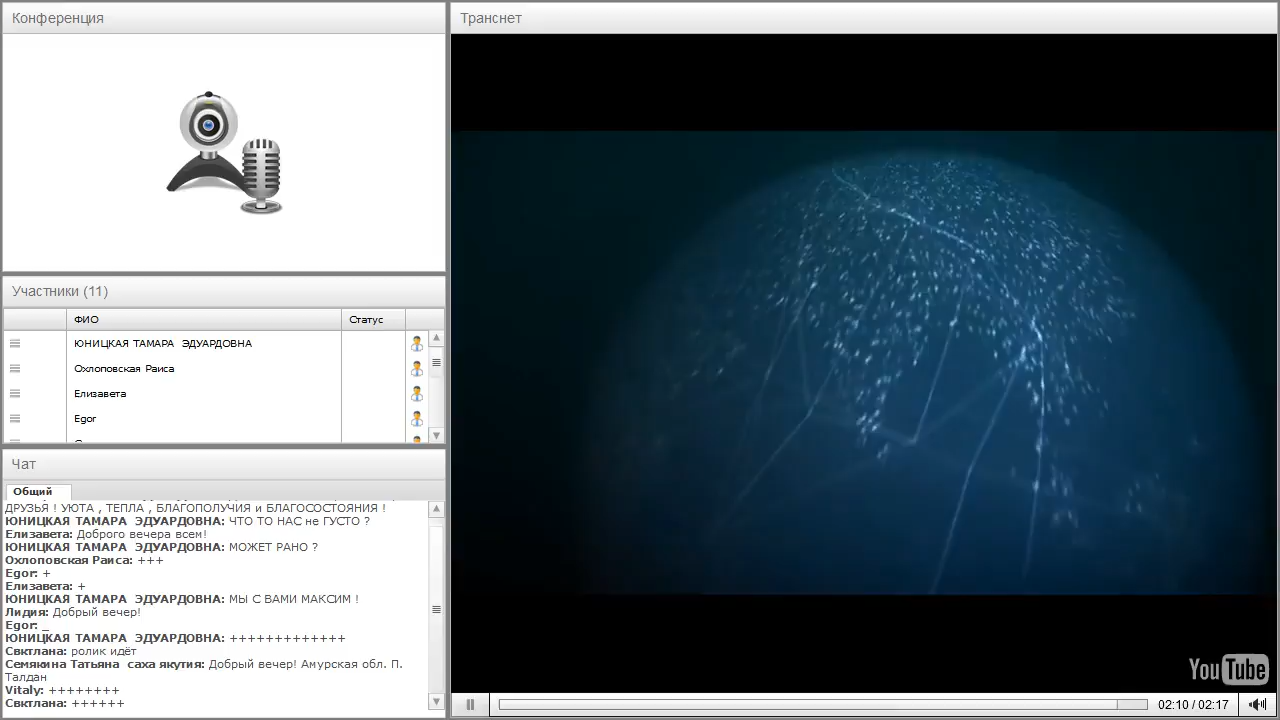 Конференция
Транснет
Участники (11)
ФИО
Статус
ЮНИЦКАЯ ТАМАРА ЭДУАРДОВНА
Охлоповская Раиса
Елизавета
Egor
Чат
Общий
ДРУЗЬЯ ! УЮТА , ТЕПЛА , БЛАГОПОЛУЧИЯ и БЛАГОСОСТОЯНИЯ !
ЮНИЦКАЯ ТАМАРА ЭДУАРДОВНА: ЧТО ТО НАС не ГУСТО ?
Елизавета: Доброго вечера всем!
ЮНИЦКАЯ ТАМАРА ЭДУАРДОВНА: МОЖЕТ РАНО ?
Охлоповская Раиса: +++
Egor: +
Елизавета: +
ЮНИЦКАЯ ТАМАРА ЭДУАРДОВНА: МЫ С ВАМИ МАКСИМ !
Лидия: Добрый вечер!
Egor: _
ЮНИЦКАЯ ТАМАРА ЭДУАРДОВНА: +++++++++++++
Свктлана: ролик идёт
Семякина Татьяна саха якутия: Добрый вечер! Амурская обл. П.
Талдан
Vitaly: ++++++++
Свктлана: ++++++
YouTube
02:10 / 02:17